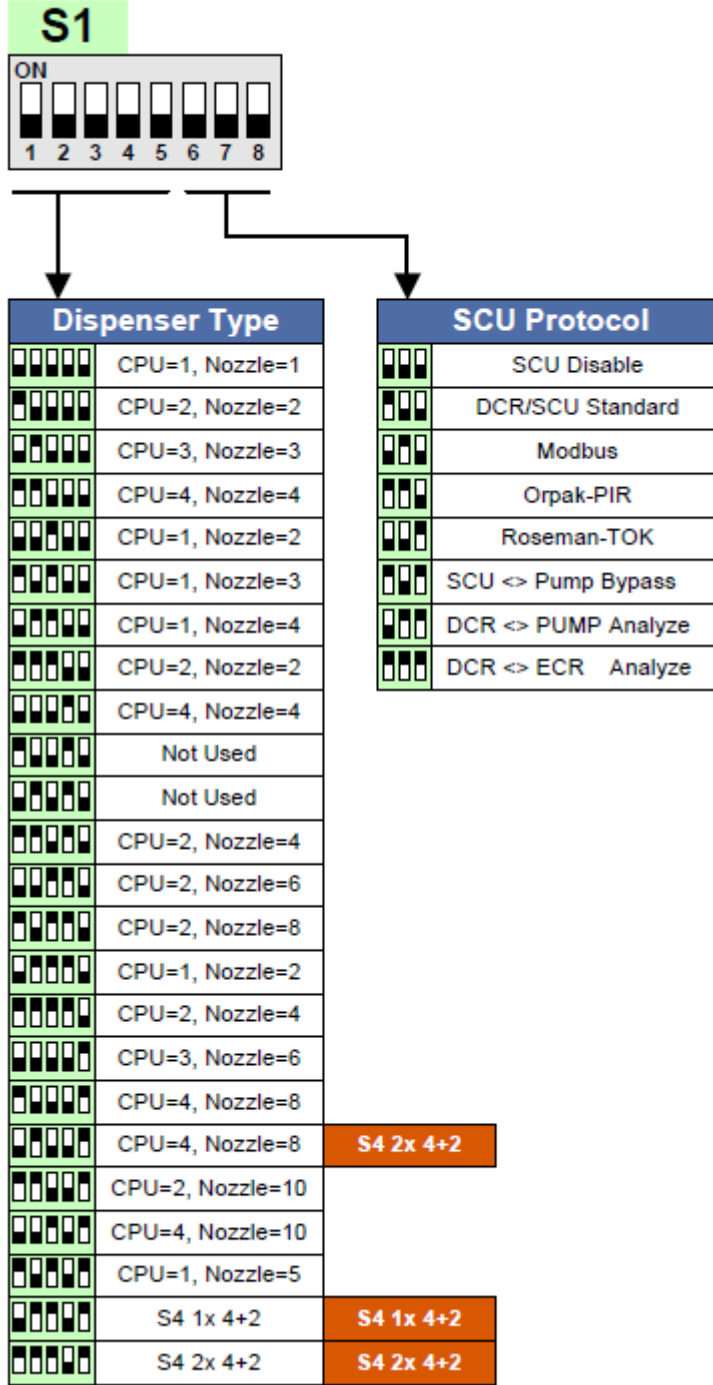 S1
ON
1 2 3 4 5 6 7 8
Dispenser Type
CPU=1, Nozzle=1
CPU=2, Nozzle=2
CPU=3, Nozzle=3
CPU=4, Nozzle=4
CPU=1, Nozzle=2
CPU=1, Nozzle=3
CPU=1, Nozzle=4
CPU=2, Nozzle=2
CPU=4, Nozzle=4
Not Used
Not Used
CPU=2, Nozzle=4
CPU=2, Nozzle=6
CPU=2, Nozzle=8
CPU=1, Nozzle=2
CPU=2, Nozzle=4
CPU=3, Nozzle=6
CPU=4, Nozzle=8
CPU=4, Nozzle=8 S4 2x 4+2
CPU=2, Nozzle=10
CPU=4, Nozzle=10
CPU=1, Nozzle=5
S4 1x 4+2 S4 1x 4+2
S4 2x 4+2 S4 2x 4+2
SCU Protocol
SCU Disable
DCR/SCU Standard
Modbus
Orpak-PIR
Roseman-TOK
SCU <> Pump Bypass
DCR <> PUMP Analyze
DCR <> ECR Analyze